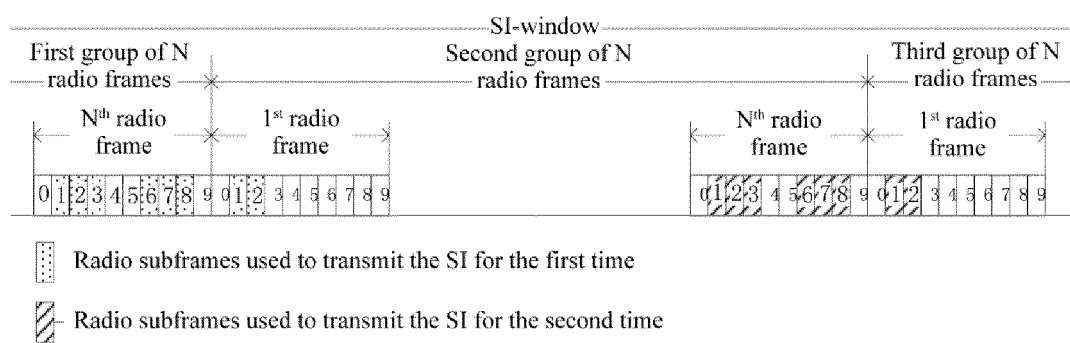 SI-window
First group of N radio frames
Second group of N radio frames
Third group of N radio frames
Nth radio frame
1st radio frame
Nth radio frame
1st radio frame
0 1 2 3 4 5 6 7 8 9 0 1 2 3 4 5 6 7 8 9
0 1 2 3 4 5 6 7 8 9 0 1 2 3 4 5 6 7 8 9
Radio subframes used to transmit the SI for the first time
Radio subframes used to transmit the SI for the second time